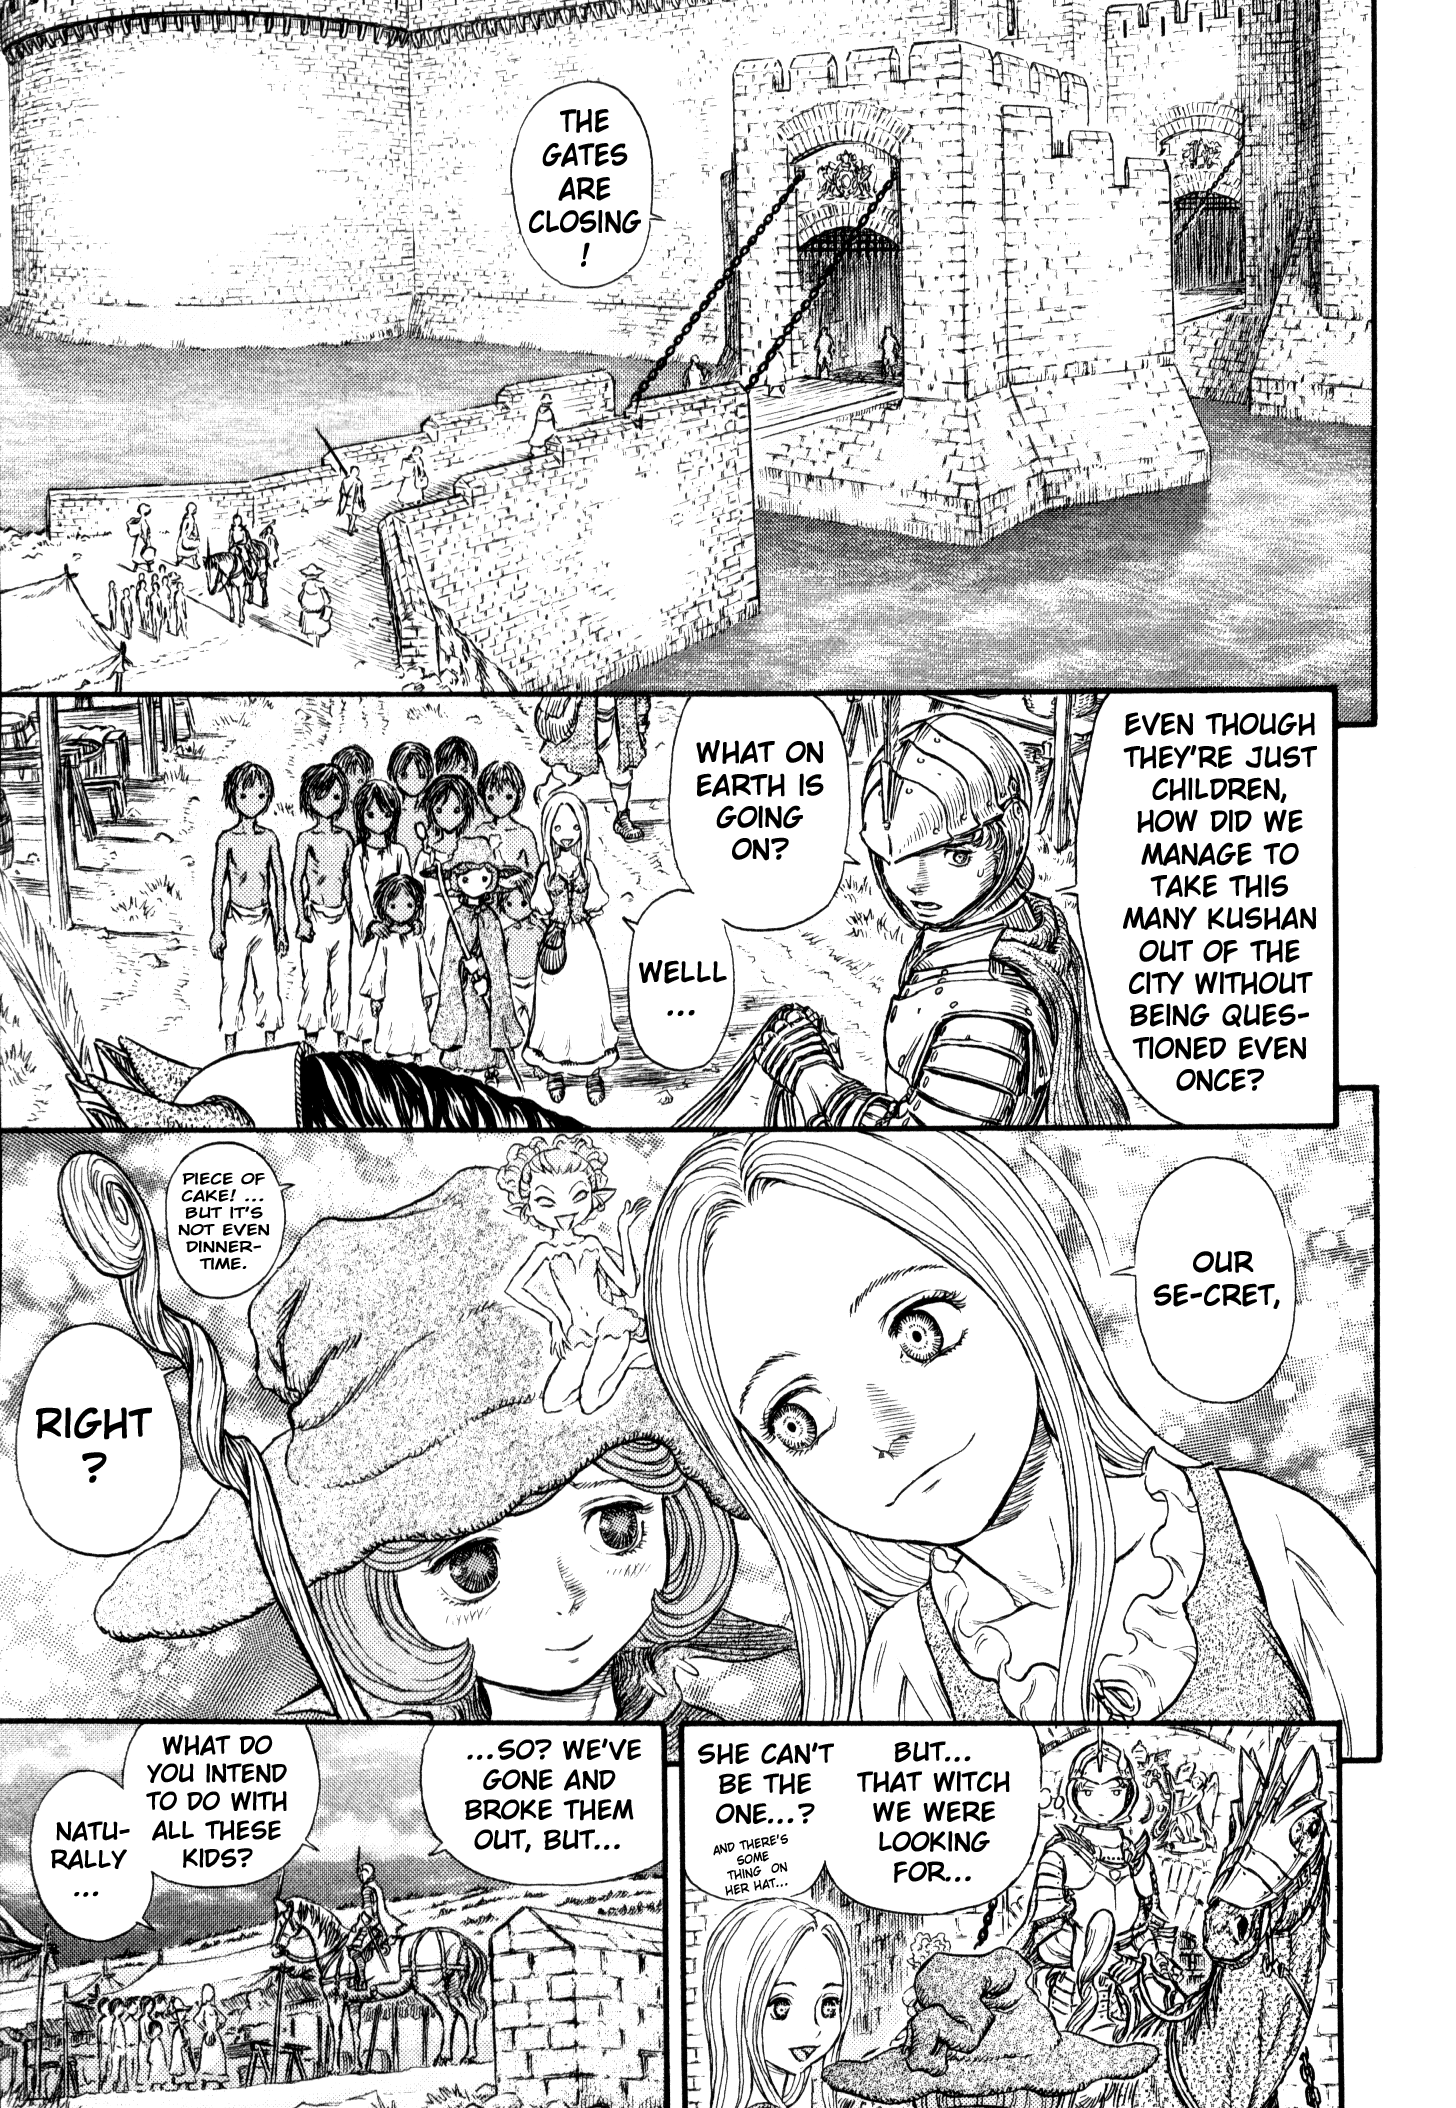 THE
GATES
ARE
CLOSING
!
EVEN THOUGH
THEY'RE JUST
CHILDREN,
HOW DID WE
MANAGE TO
TAKE THIS
MANY KUSHAN
OUT OF THE
CITY WITHOUT
BEING QUES-
TIONED EVEN
ONCE?
WHAT ON
EARTH IS
GOING
ON?
WELLL
...
OUR
SE-CRET,
PIECE OF
CAKE! ...
BUT IT'S
NOT EVEN
DINNER-
TIME.
RIGHT
?
BUT...
THAT WITCH
WE WERE
LOOKING
FOR...
SHE CAN'T
BE THE
ONE...?
AND THERE'S
SOME
THING ON
HER HAT...
...SO? WE'VE
GONE AND
BROKE THEM
OUT, BUT...
WHAT DO
YOU INTEND
TO DO WITH
ALL THESE
KIDS?
NATU-
RALLY
...